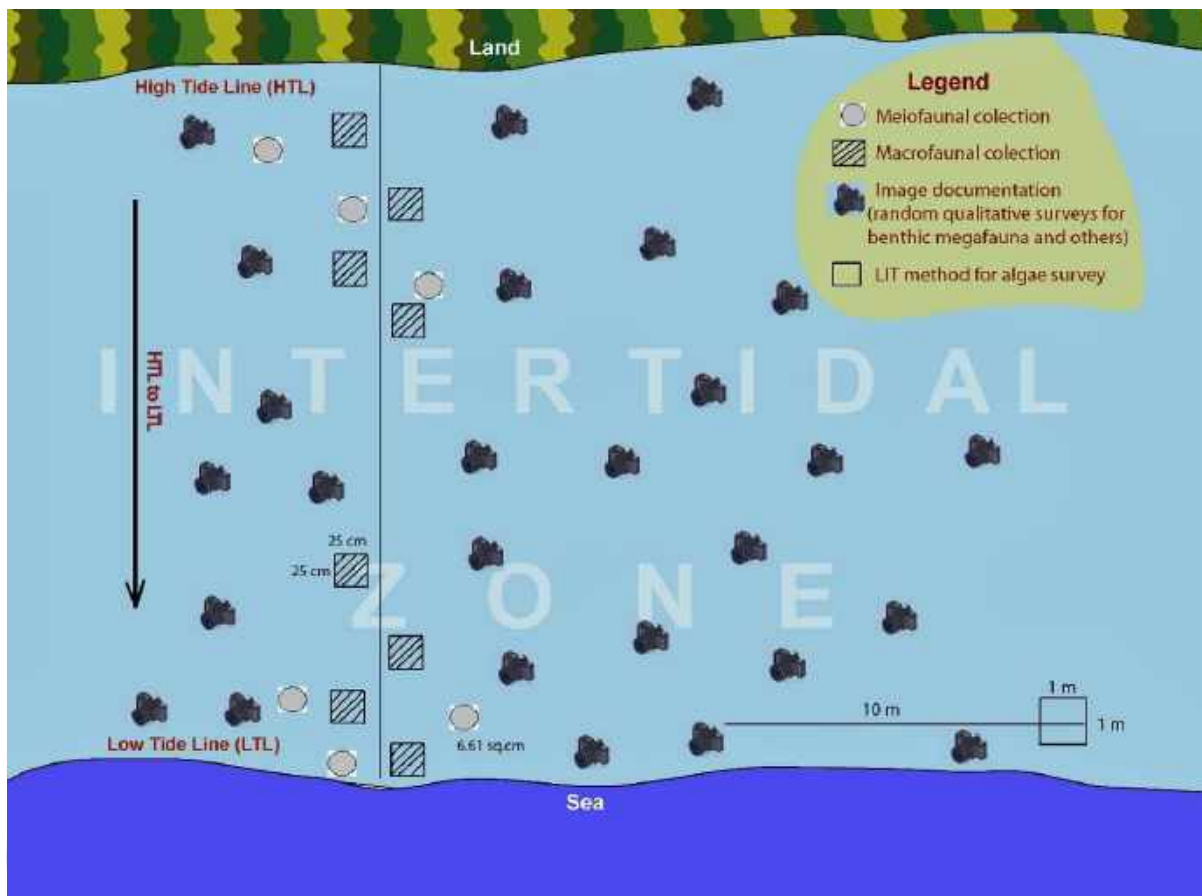 Land
High Tide Line (HTL)
Legend
Meiofaunal colection
Macrofaunal colection
Image documentation
(random qualitative surveys for
benthic megafauna and others)
LIT method for algae survey
HTL to LTL
INTERTIDAL
25 cm
25 cm
ZONE
1 m
10 m
1 m
Low Tide Line (LTL)
6.61 sq.cm
Sea